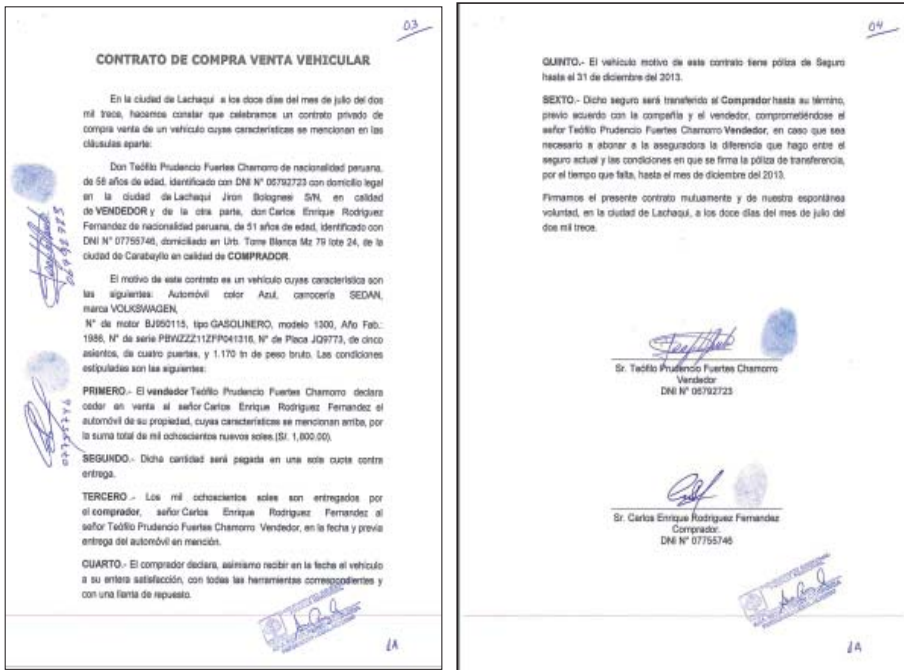 03
CONTRATO DE COMPRA VENTA VEHICULAR
En la ciudad de Lachaqui a los doce días del mes de julio del dos
mil trece, hacemos constar que celebramos un contrato privado de
compra venta de un vehículo cuyas características se mencionan en las
cláusulas aparte:
Don Teófilo Prudencio Fuertes Chamorro de nacionalidad peruana,
de 56 años de edad, identificado con DNI N° 06792723 con domicilio legal
en la ciudad de Lachaqui Jiron Bolognesi S/N, en calidad
de VENDEDOR y de la otra parte, don Carlos Enrique Rodriguez
Fernandez de nacionalidad peruana, de 51 años de edad, identificado con
DNI N° 07755746, domiciliado en Urb. Torre Blanca Mz 79 lote 24, de la
ciudad de Carabayllo en calidad de COMPRADOR.
El motivo de este contrato es un vehículo cuyas característica son
las siguientes: Automóvil color Azul, carrocería SEDAN,
marca VOLKSWAGEN,
N° de motor BJ050115, tipo GASOLINERO, modelo 1300, Año Fab.:
1986, N° de serie PBWZZZ11ZFP041316, N° de Placa JQ9773, de cinco
asientos, de cuatro puertas, y 1.170 tn de peso bruto. Las condiciones
estipuladas son las siguientes:
PRIMERO.- El vendedor Teófilo Prudencio Fuertes Chamorro declara
ceder en venta al señor Carlos Enrique Rodriguez Fernandez el
automóvil de su propiedad, cuyas características se mencionan arriba, por
la suma total de mil ochoscientos nuevos soles (S/. 1,800.00).
SEGUNDO.- Dicha cantidad será pagada en una sola cuota contra
entrega.
TERCERO.- Los mil ochoscientos soles son entregados por
el comprador, señor Carlos Enrique Rodriguez Fernandez al
señor Teófilo Prudencio Fuertes Chamorro Vendedor, en la fecha y previa
entrega del automóvil en mención.
CUARTO.- El comprador declara, asimismo recibir en la fecha el vehículo
a su entera satisfacción, con todas las herramientas correspondientes y
con una llanta de repuesto.
07755746
1A
04
QUINTO.- El vehículo motivo de este contrato tiene póliza de Seguro
hasta el 31 de diciembre del 2013.
SEXTO.- Dicho seguro será transferido al Comprador hasta su término,
previo acuerdo con la compañía y el vendedor, comprometiéndose el
señor Teófilo Prudencio Fuertes Chamorro Vendedor, en caso que sea
necesario a abonar a la aseguradora la diferencia que hago entre el
seguro actual y las condiciones en que se firma la póliza de transferencia,
por el tiempo que falta, hasta el mes de diciembre del 2013.
Firmamos el presente contrato mutuamente y de nuestra espontánea
voluntad, en la ciudad de Lachaqui, a los doce días del mes de julio del
dos mil trece.
Sr. Teófilo Prudencio Fuertes Chamorro
Vendedor
DNI N° 06792723
Sr. Carlos Enrique Rodriguez Fernandez
Comprador.
DNI N° 07755746
1A